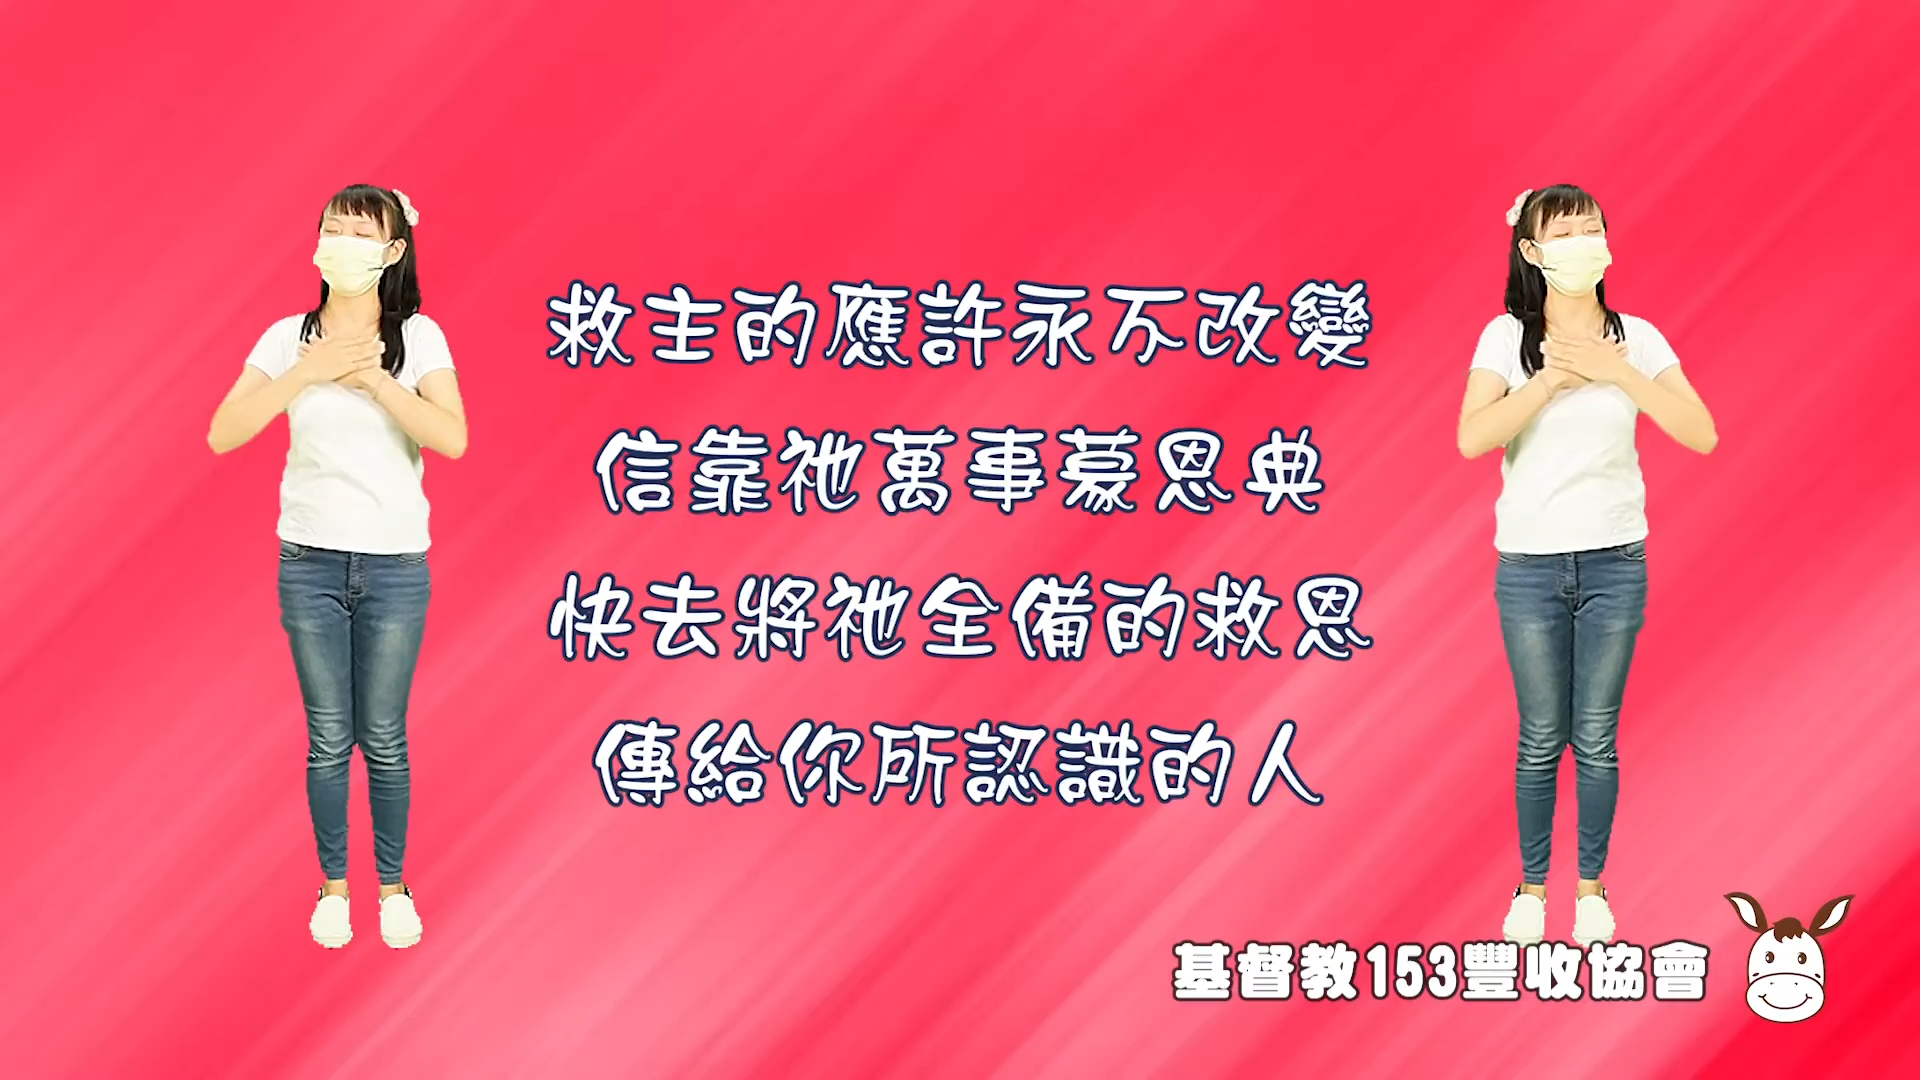 救主的應許永不改變
信靠祂萬事蒙恩典
快去將祂全備的救恩
傳給你所認識的人
基督教153豐收協會